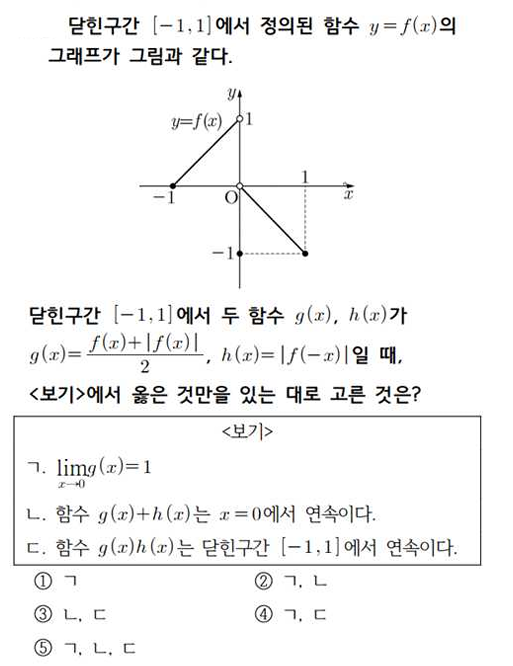 닫힌구간 [-1, 1]에서 정의된 함수 y=f(x)의
그래프가 그림과 같다.
y
y=f(x)
1
1
-1
O
x
-1
닫힌구간 [-1, 1]에서 두 함수 g(x), h(x)가
g(x)= f(x)+|f(x)| / 2, h(x)=|f(-x)|일 때,
<보기>에서 옳은 것만을 있는 대로 고른 것은?
<보기>
ㄱ. lim x→0 g(x)=1
ㄴ. 함수 g(x)+h(x)는 x=0에서 연속이다.
ㄷ. 함수 g(x)h(x)는 닫힌구간 [-1, 1]에서 연속이다.
① ㄱ ② ㄱ, ㄴ
③ ㄴ, ㄷ ④ ㄱ, ㄷ
⑤ ㄱ, ㄴ, ㄷ